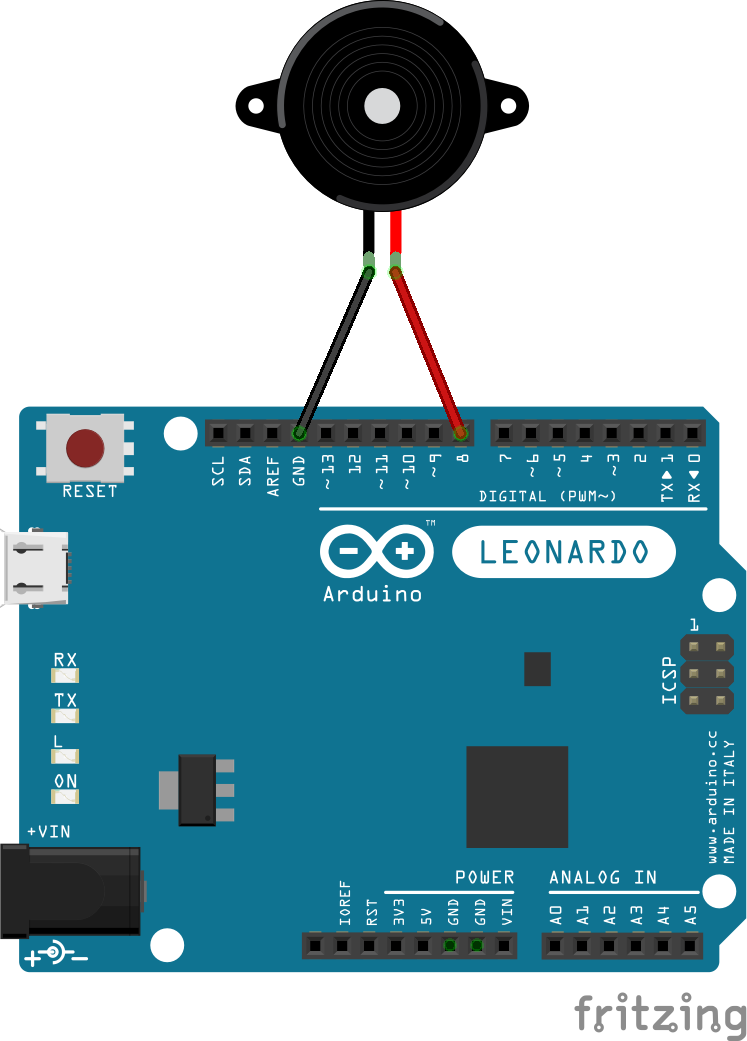 SCL
SDA
AREF
GND
~13
12
~11
~10
~9
8
7
~6
~5
4
~3
2
TX▶1
RX◀0
RESET
DIGITAL (PWM~)
TM
LEONARDO
Arduino
1
ICSP
RX
TX
L
ON
www.arduino.cc
MADE IN ITALY
+VIN
POWER
ANALOG IN
IOREF
RST
3V3
5V
GND
GND
VIN
A0
A1
A2
A3
A4
A5
fritzing